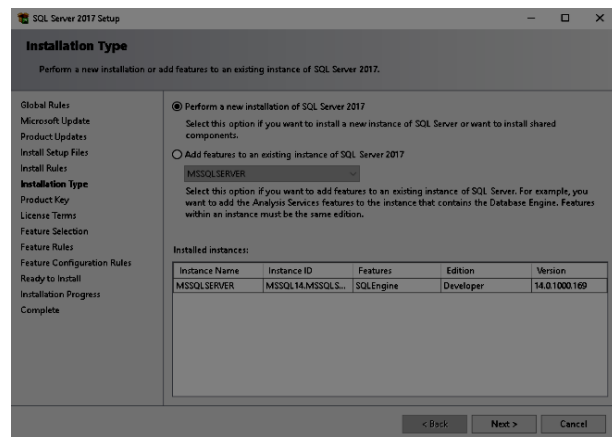 SQL Server 2017 Setup
Installation Type
Perform a new installation or add features to an existing instance of SQL Server 2017.
Global Rules
Microsoft Update
Product Updates
Install Setup Files
Install Rules
Installation Type
Product Key
License Terms
Feature Selection
Feature Rules
Feature Configuration Rules
Ready to Install
Installation Progress
Complete
Perform a new installation of SQL Server 2017
Select this option if you want to install a new instance of SQL Server or want to install shared
components.
Add features to an existing instance of SQL Server 2017
MSSQLSERVER
Select this option if you want to add features to an existing instance of SQL Server. For example, you
want to add the Analysis Services features to the instance that contains the Database Engine. Features
within an instance must be the same edition.
Installed instances:
Instance Name Instance ID Features Edition Version
MSSQLSERVER MSSQL14.MSSQLS... SQLEngine Developer 14.0.1000.169
< Back Next > Cancel